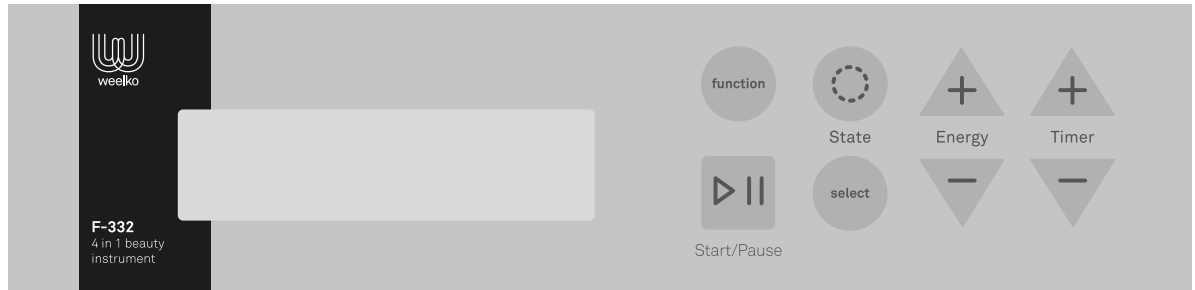 weelko
F-332
4 in 1 beauty
instrument
function
State
Energy
Timer
select
Start/Pause